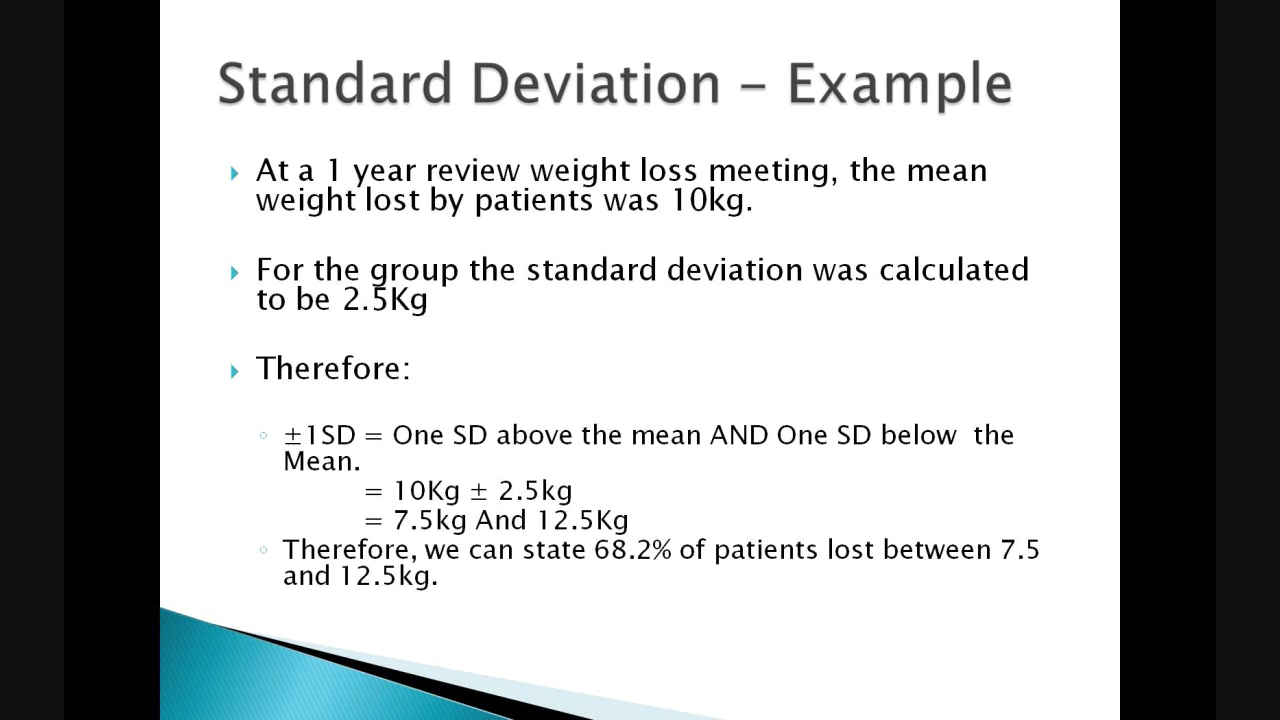 Standard Deviation – Example
At a 1 year review weight loss meeting, the mean
weight lost by patients was 10kg.
For the group the standard deviation was calculated
to be 2.5Kg
Therefore:
±1SD = One SD above the mean AND One SD below  the
Mean.
= 10Kg ± 2.5kg
= 7.5kg And 12.5Kg
Therefore, we can state 68.2% of patients lost between 7.5
and 12.5kg.